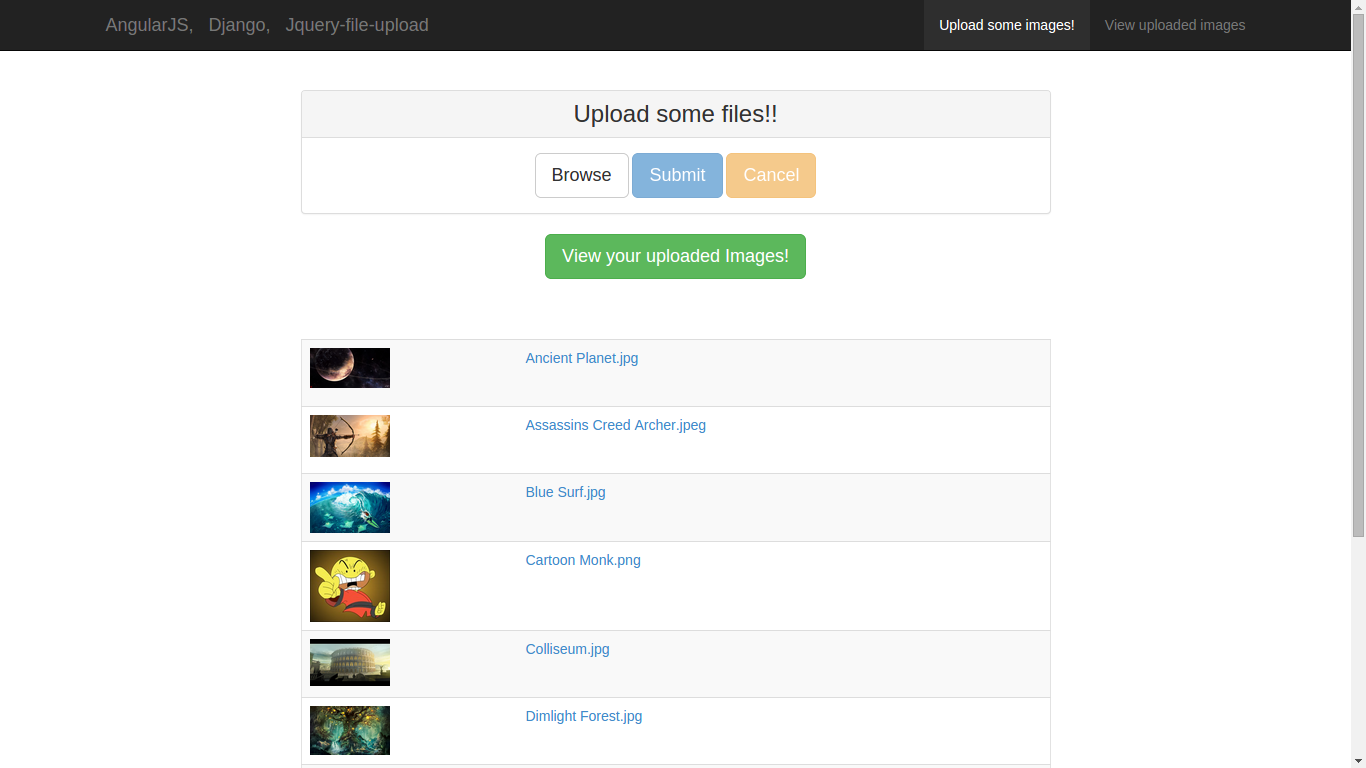 AngularJS, Django, Jquery-file-upload Upload some images! View uploaded images
Upload some files!!
Browse Submit Cancel
View your uploaded Images!
Ancient Planet.jpg
Assassins Creed Archer.jpeg
Blue Surf.jpg
Cartoon Monk.png
Colliseum.jpg
Dimlight Forest.jpg